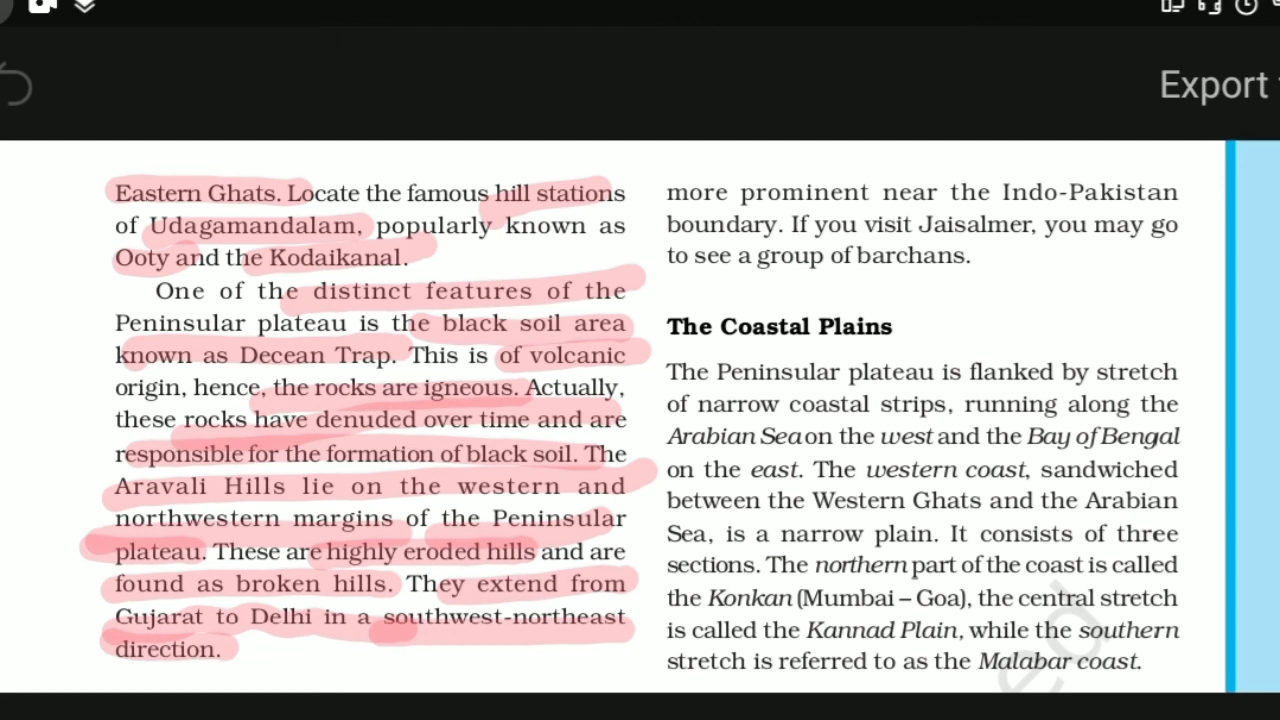 Export
Eastern Ghats. Locate the famous hill stations
of Udagamandalam, popularly known as
Ooty and the Kodaikanal.
One of the distinct features of the
Peninsular plateau is the black soil area
known as Decean Trap. This is of volcanic
origin, hence, the rocks are igneous. Actually,
these rocks have denuded over time and are
responsible for the formation of black soil. The
Aravali Hills lie on the western and
northwestern margins of the Peninsular
plateau. These are highly eroded hills and are
found as broken hills. They extend from
Gujarat to Delhi in a southwest-northeast
direction.
more prominent near the Indo-Pakistan
boundary. If you visit Jaisalmer, you may go
to see a group of barchans.
The Coastal Plains
The Peninsular plateau is flanked by stretch
of narrow coastal strips, running along the
Arabian Sea on the west and the Bay of Bengal
on the east. The western coast, sandwiched
between the Western Ghats and the Arabian
Sea, is a narrow plain. It consists of three
sections. The northern part of the coast is called
the Konkan (Mumbai – Goa), the central stretch
is called the Kannad Plain, while the southern
stretch is referred to as the Malabar coast.
ed